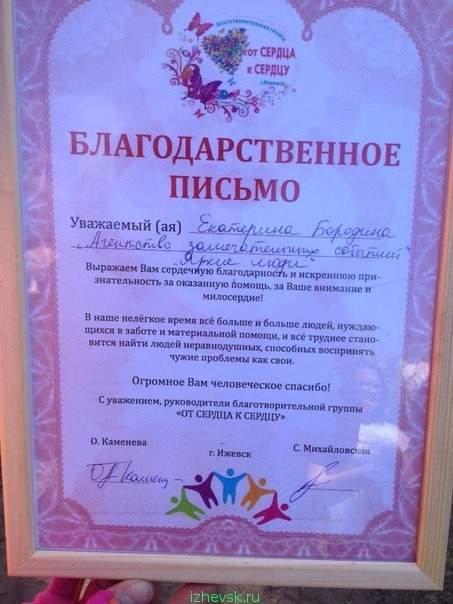 БЛАГОТВОРИТЕЛЬНАЯ ГРУППА
от СЕРДЦА
к СЕРДЦУ
г.Ижевск
БЛАГОДАРСТВЕННОЕ
ПИСЬМО
Уважаемый (ая) Екатерина Бородина
"Агентство замечательных событий"
"Яркие люди"
Выражаем Вам сердечную благодарность и искреннюю при-
знательность за оказанную помощь, за Ваше внимание и
милосердие!
В наше нелёгкое время всё больше и больше людей, нуждаю-
щихся в заботе и материальной помощи, и всё труднее стано-
вится найти людей неравнодушных, способных воспринять
чужие проблемы как свои.
Огромное Вам человеческое спасибо!
С уважением, руководители благотворительной группы
«ОТ СЕРДЦА К СЕРДЦУ»
О. Каменева С. Михайловская
г. Ижевск
izhevsk.ru